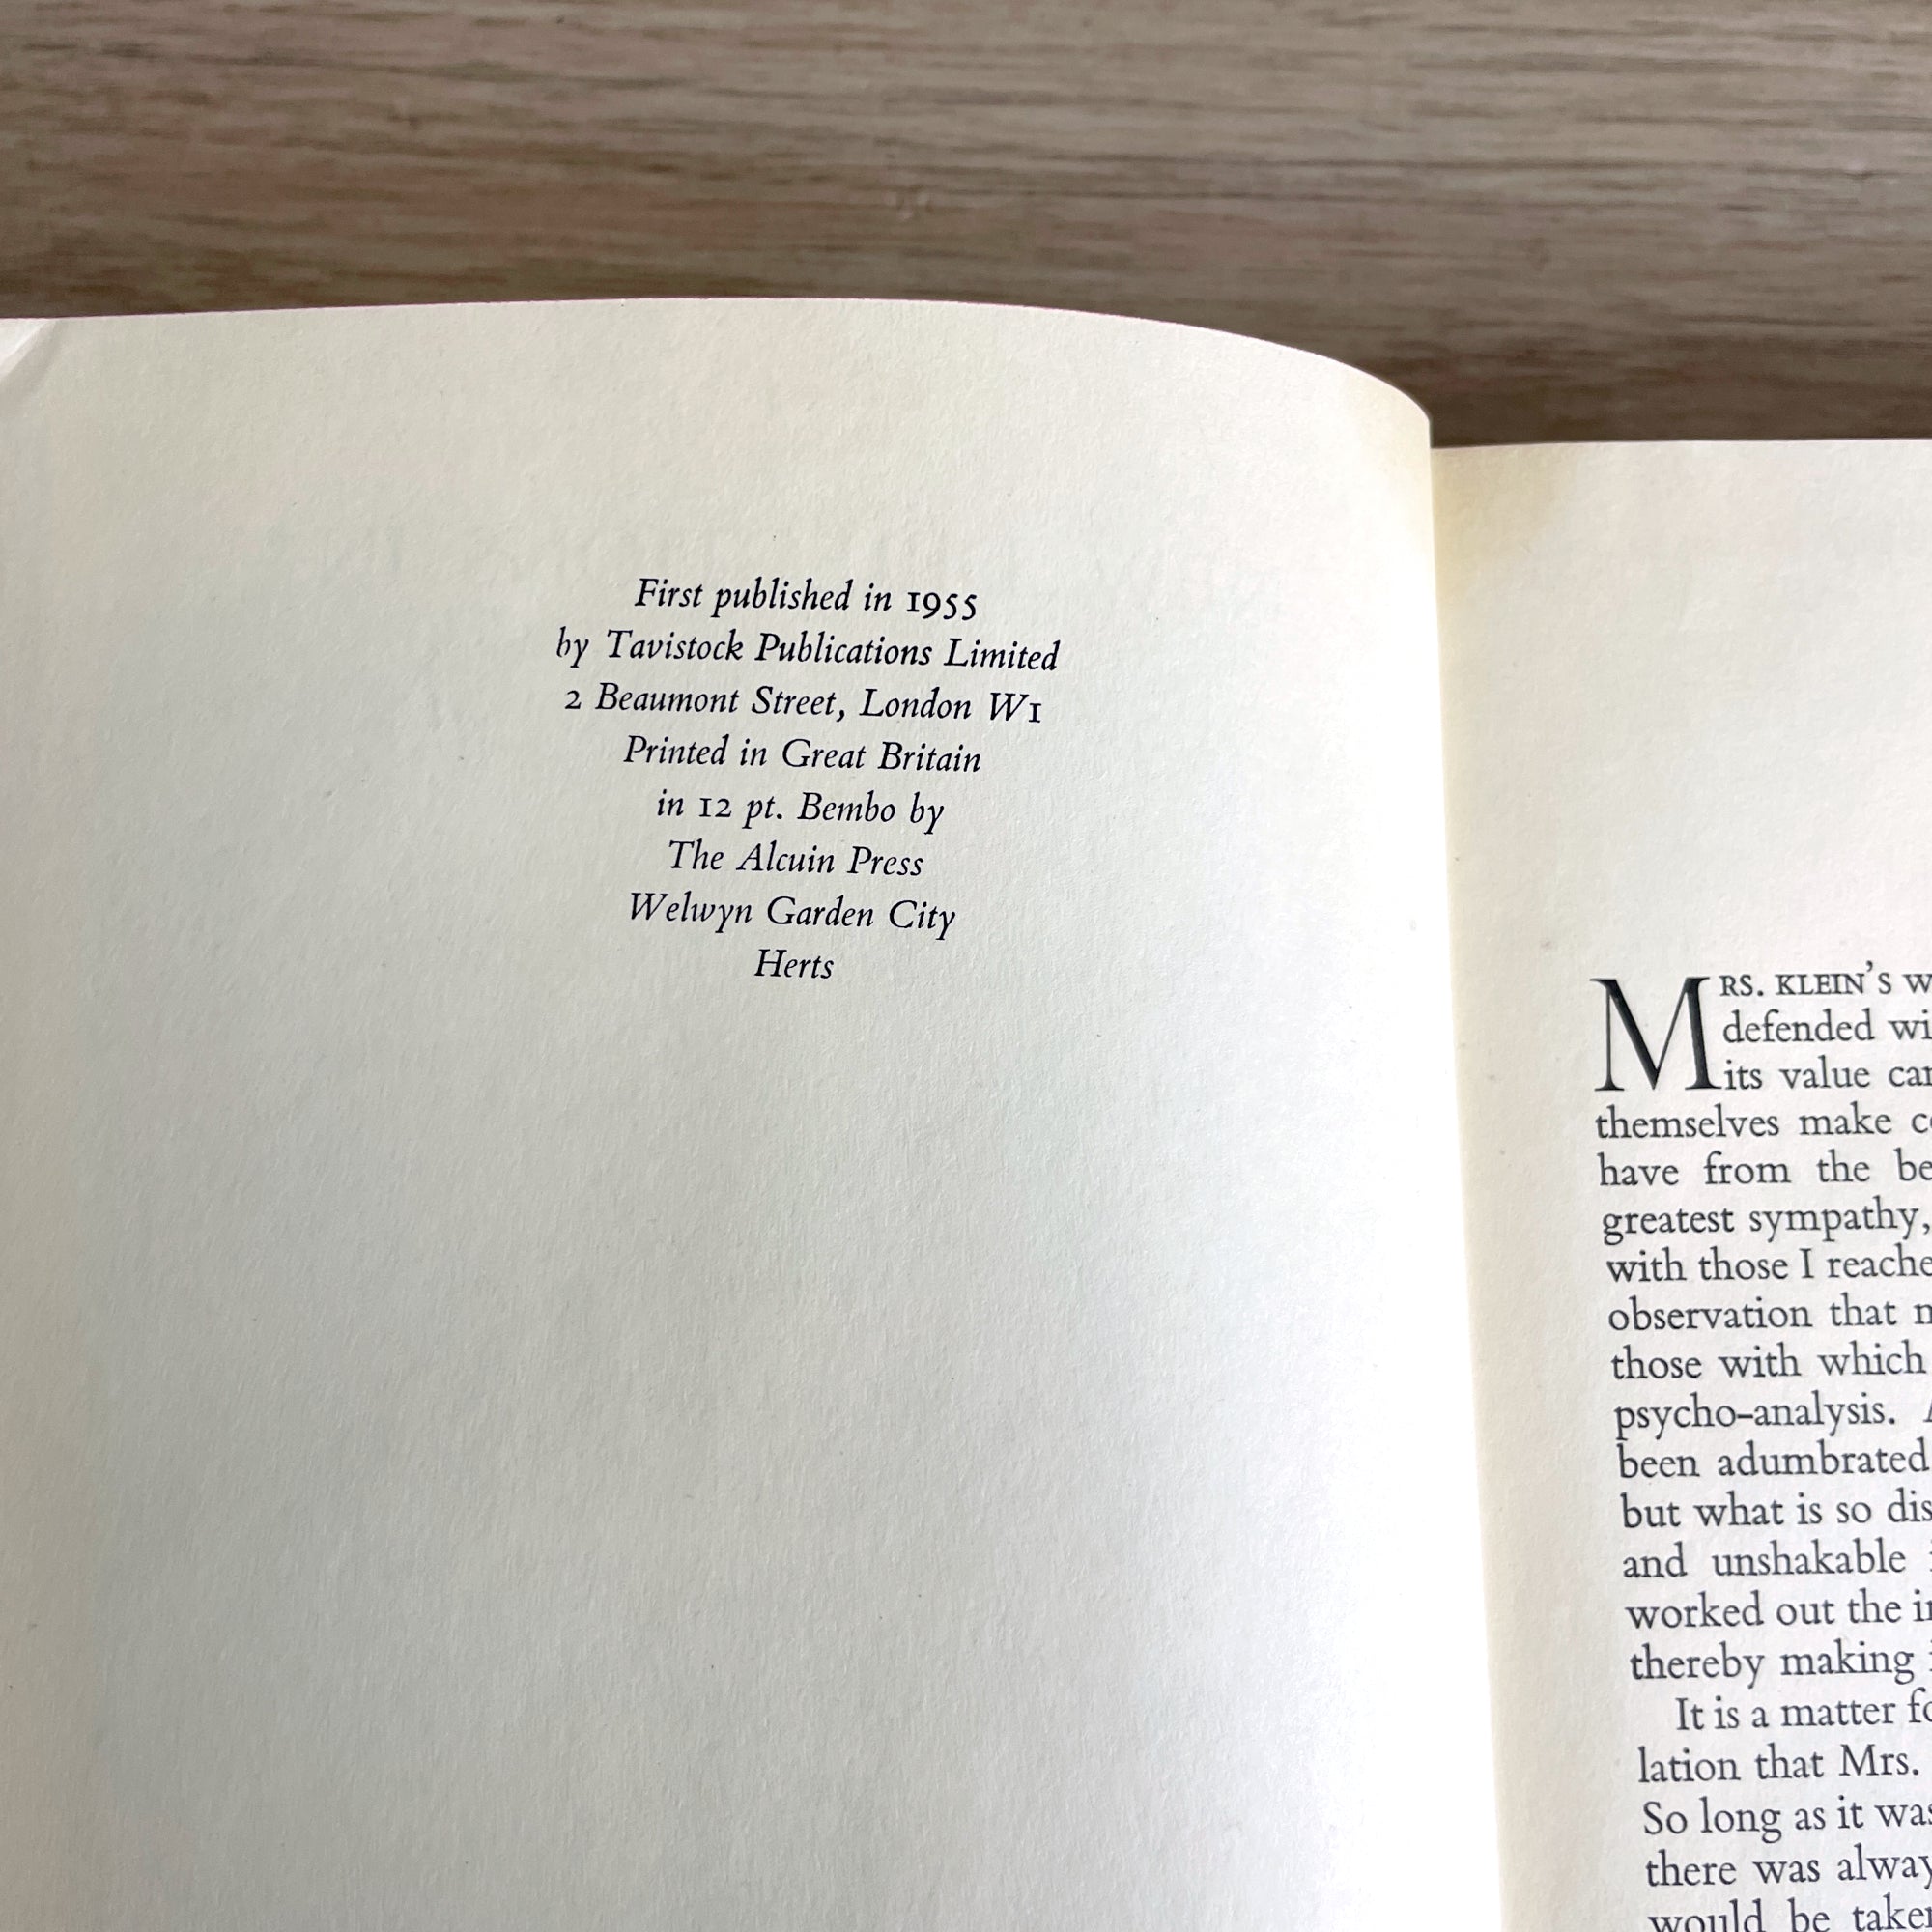 First published in 1955
by Tavistock Publications Limited
2 Beaumont Street, London W1
Printed in Great Britain
in 12 pt. Bembo by
The Alcuin Press
Welwyn Garden City
Herts
MRS. KLEIN'S
defended
its value
themselves make
have from the
greatest sympathy,
with those I
observation that
those with which
psycho-analysis.
been adumbrated
but what is so
and unshakable
worked out the
thereby making
It is a matter
lation that Mrs.
So long as it
there was
would be